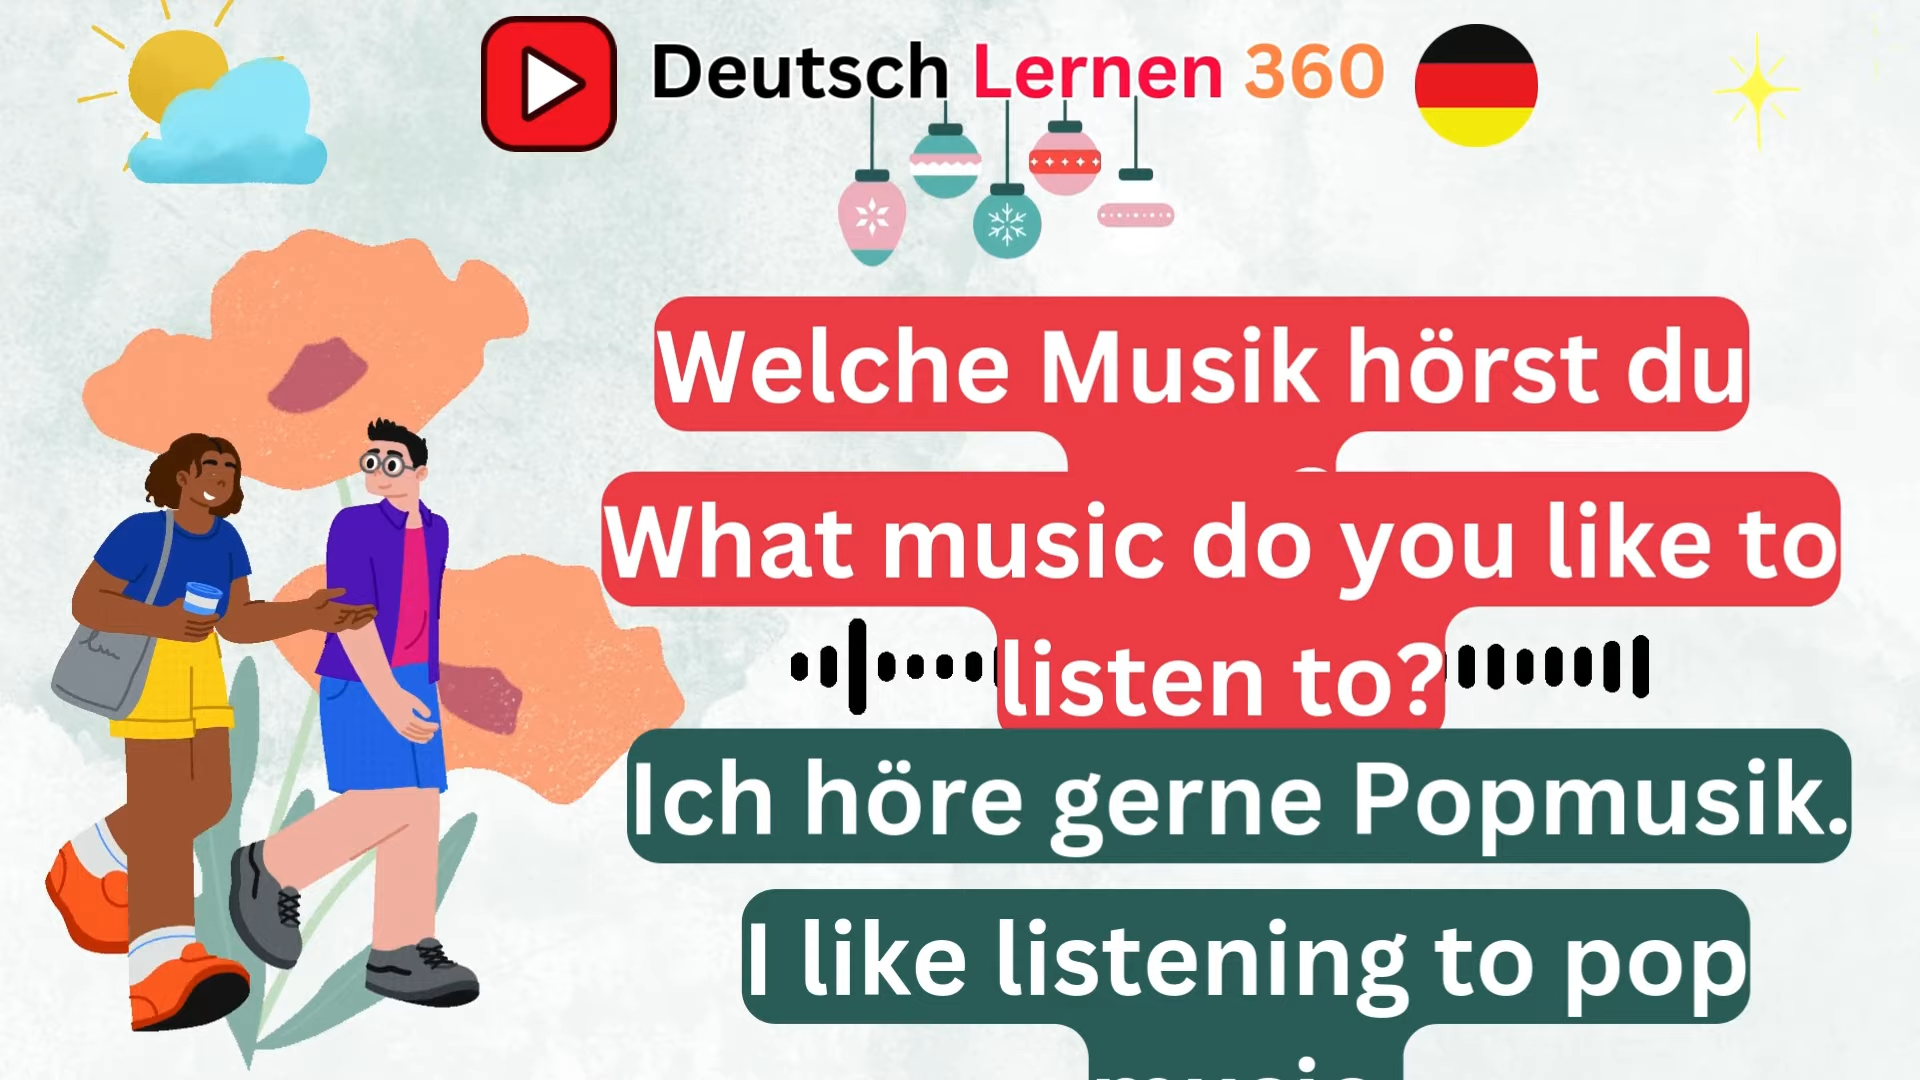 Deutsch Lernen 360
Welche Musik hörst du
What music do you like to
listen to?
Ich höre gerne Popmusik.
I like listening to pop